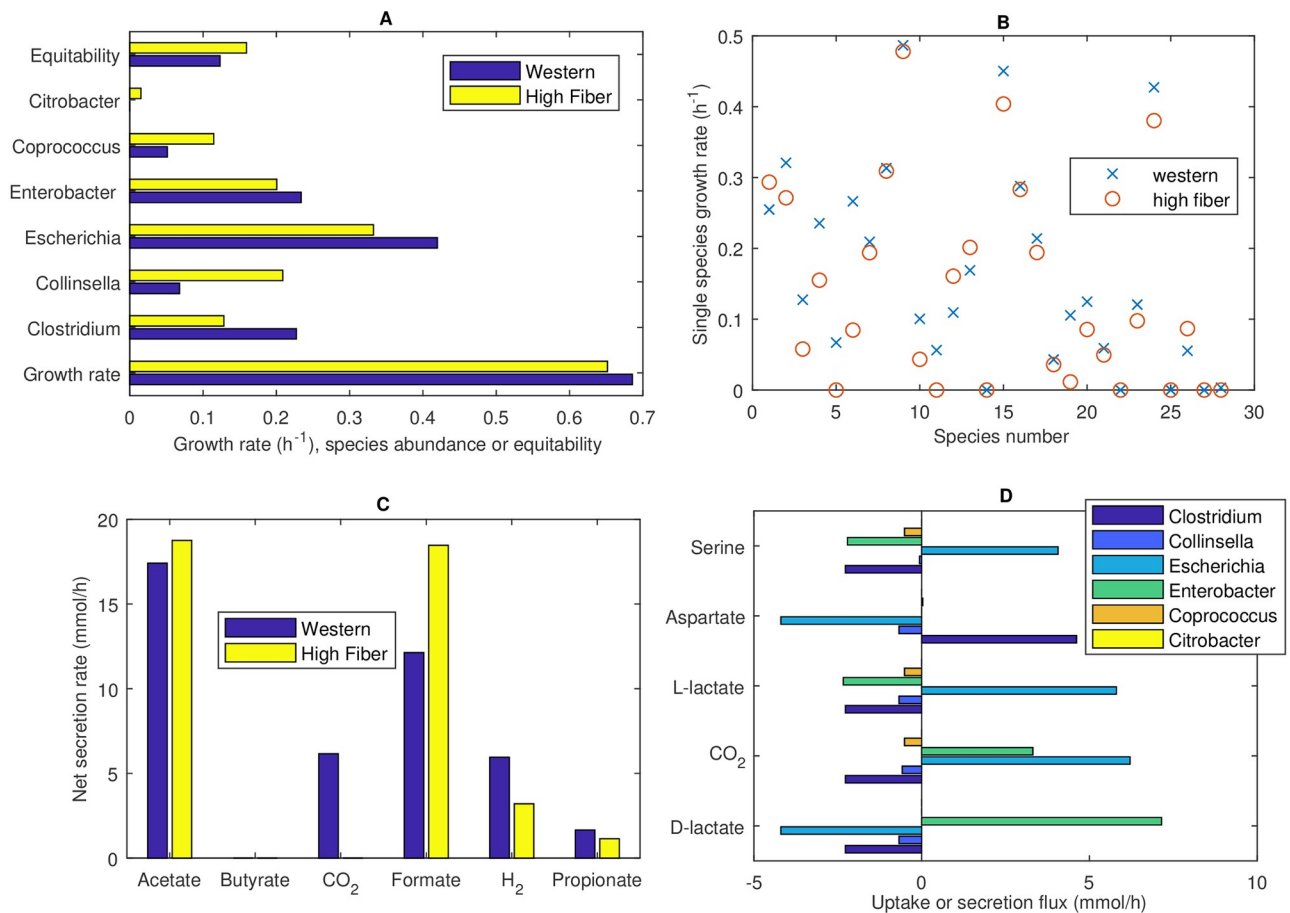 A
Equitability
Citrobacter
Coprococcus
Enterobacter
Escherichia
Collinsella
Clostridium
Growth rate
Western
High Fiber
0 0.1 0.2 0.3 0.4 0.5 0.6 0.7
Growth rate (h-1), species abundance or equitability
B
Single species growth rate (h-1)
0.5
0.4
0.3
0.2
0.1
0
western
high fiber
0 5 10 15 20 25 30
Species number
C
Net secretion rate (mmol/h)
20
15
10
5
0
Western
High Fiber
Acetate Butyrate CO2 Formate H2 Propionate
D
Serine
Aspartate
L-lactate
CO2
D-lactate
Clostridium
Collinsella
Escherichia
Enterobacter
Coprococcus
Citrobacter
-5 0 5 10
Uptake or secretion flux (mmol/h)